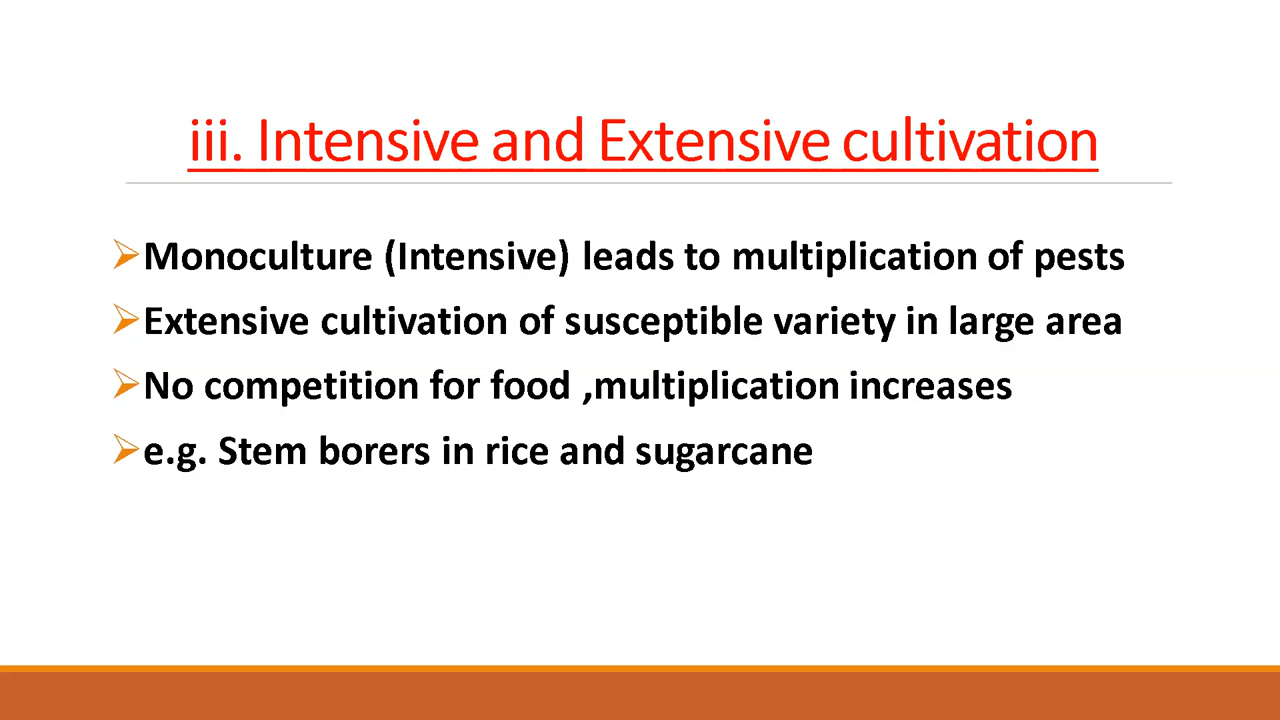 iii. Intensive and Extensive cultivation
Monoculture (Intensive) leads to multiplication of pests
Extensive cultivation of susceptible variety in large area
No competition for food ,multiplication increases
e.g. Stem borers in rice and sugarcane